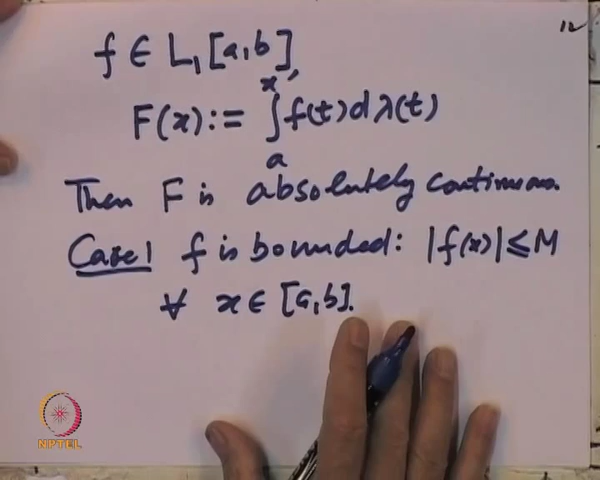 12
f ∈ L₁[a,b],
F(x) := ∫ₐˣ f(t) dλ(t)
Then F is absolutely continuous.
Case 1 f is bounded: |f(x)| ≤ M
∀ x ∈ [a,b].
NPTEL